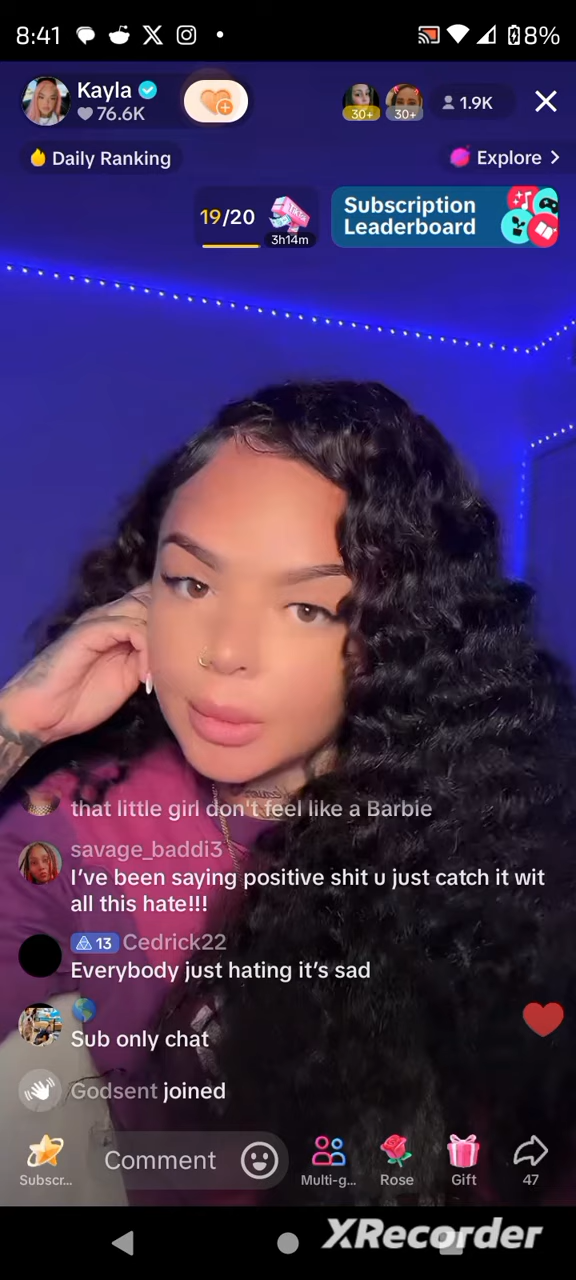 8:41
8%
Kayla
76.6K
30+
30+
1.9K
Daily Ranking
Explore
19/20
3h14m
Subscription
Leaderboard
that little girl don't feel like a Barbie
savage_baddi3
I've been saying positive shit u just catch it wit
all this hate!!!
13 Cedrick22
Everybody just hating it's sad
Sub only chat
Godsent joined
Comment
Subscr...
Multi-g...
Rose
Gift
47
XRecorder